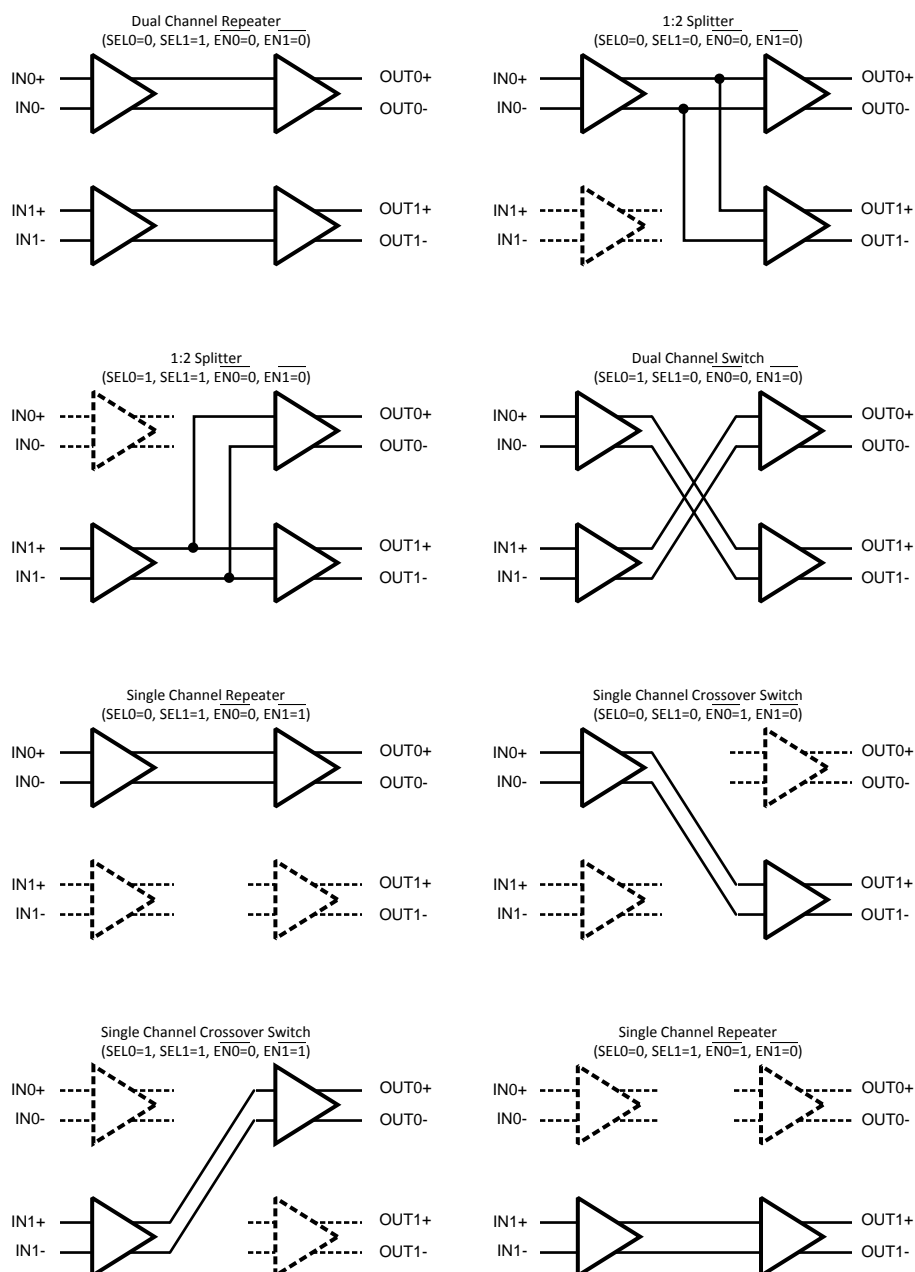 Dual Channel Repeater
(SEL0=0, SEL1=1, EN0=0, EN1=0)
IN0+
IN0-
OUT0+
OUT0-
IN1+
IN1-
OUT1+
OUT1-
1:2 Splitter
(SEL0=0, SEL1=0, EN0=0, EN1=0)
IN0+
IN0-
OUT0+
OUT0-
IN1+
IN1-
OUT1+
OUT1-
1:2 Splitter
(SEL0=1, SEL1=1, EN0=0, EN1=0)
IN0+
IN0-
OUT0+
OUT0-
IN1+
IN1-
OUT1+
OUT1-
Dual Channel Switch
(SEL0=1, SEL1=0, EN0=0, EN1=0)
IN0+
IN0-
OUT0+
OUT0-
IN1+
IN1-
OUT1+
OUT1-
Single Channel Repeater
(SEL0=0, SEL1=1, EN0=0, EN1=1)
IN0+
IN0-
OUT0+
OUT0-
IN1+
IN1-
OUT1+
OUT1-
Single Channel Crossover Switch
(SEL0=0, SEL1=0, EN0=1, EN1=0)
IN0+
IN0-
OUT0+
OUT0-
IN1+
IN1-
OUT1+
OUT1-
Single Channel Crossover Switch
(SEL0=1, SEL1=1, EN0=0, EN1=1)
IN0+
IN0-
OUT0+
OUT0-
IN1+
IN1-
OUT1+
OUT1-
Single Channel Repeater
(SEL0=0, SEL1=1, EN0=1, EN1=0)
IN0+
IN0-
OUT0+
OUT0-
IN1+
IN1-
OUT1+
OUT1-